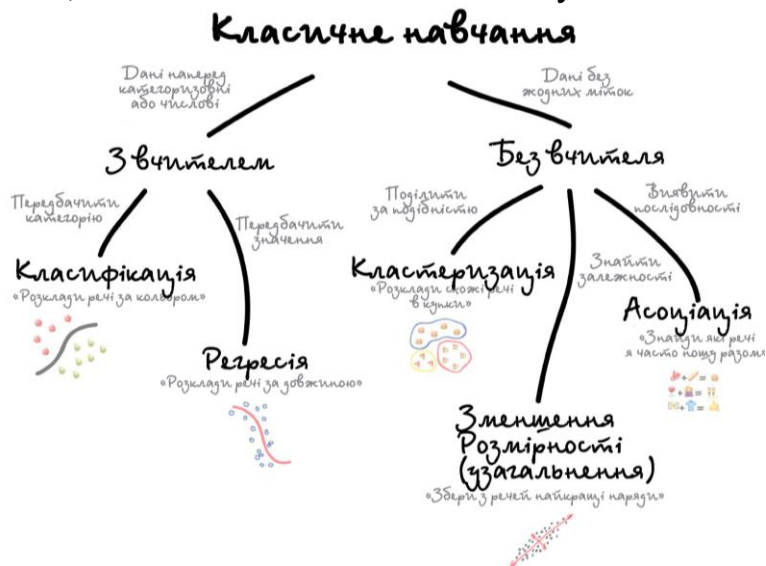 Класичне навчання
Дані наперед
категоризовні
або числові
Дані без
жодних міток
З вчителем
Без вчителя
Передбачити
категорію
Передбачити
значення
Поділити
за подібністю
Виявити
послідовності
Знайти
залежності
Класифікація
«Розклади речі за кольором»
Кластеризація
«Розклади схожі речі
в купки»
Асоціація
«Знайди які речі
я часто ношу разом»
Регресія
«Розклади речі за довжиною»
Зменшення
Розмірності
(узагальнення)
«Збери з речей найкращі наряди»